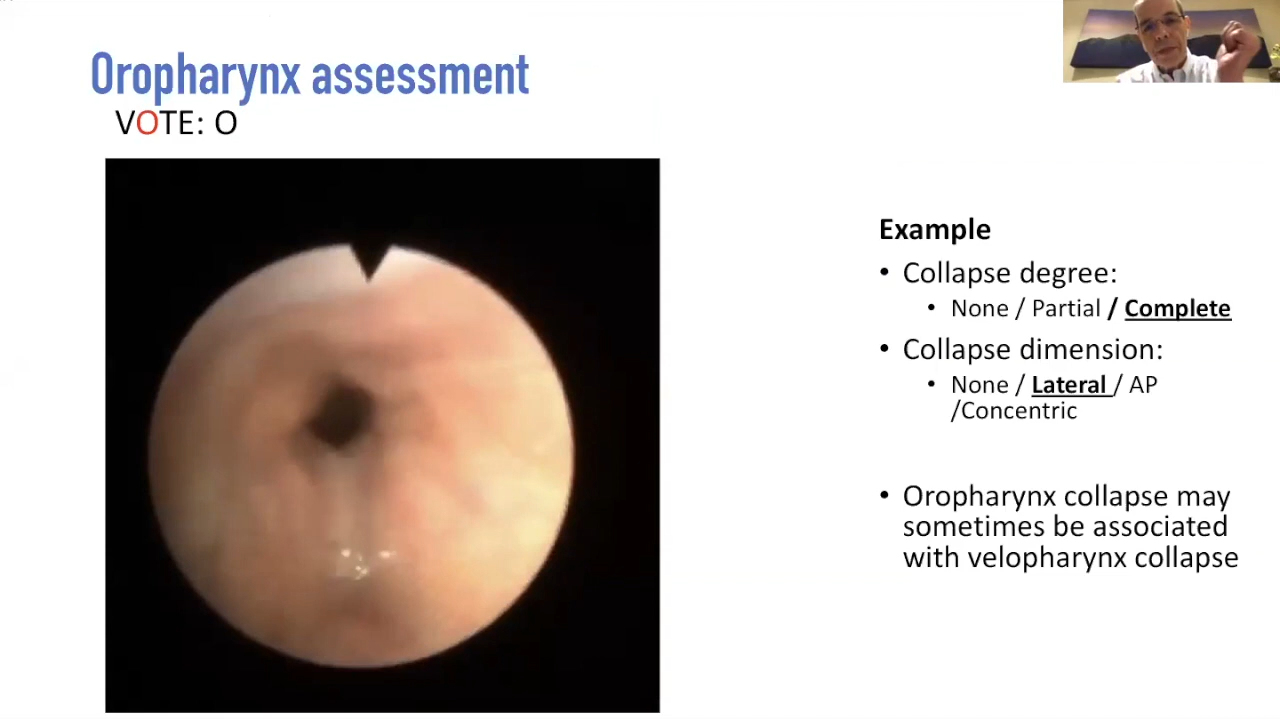 Oropharynx assessment
VOTE: O
Example
• Collapse degree:
• None / Partial / Complete
• Collapse dimension:
• None / Lateral / AP
/Concentric
• Oropharynx collapse may
sometimes be associated
with velopharynx collapse